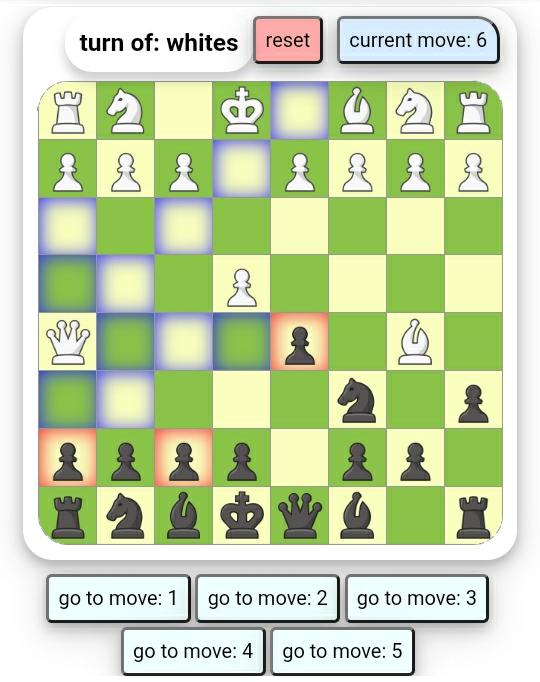 turn of: whites reset current move: 6
go to move: 1 go to move: 2 go to move: 3
go to move: 4 go to move: 5